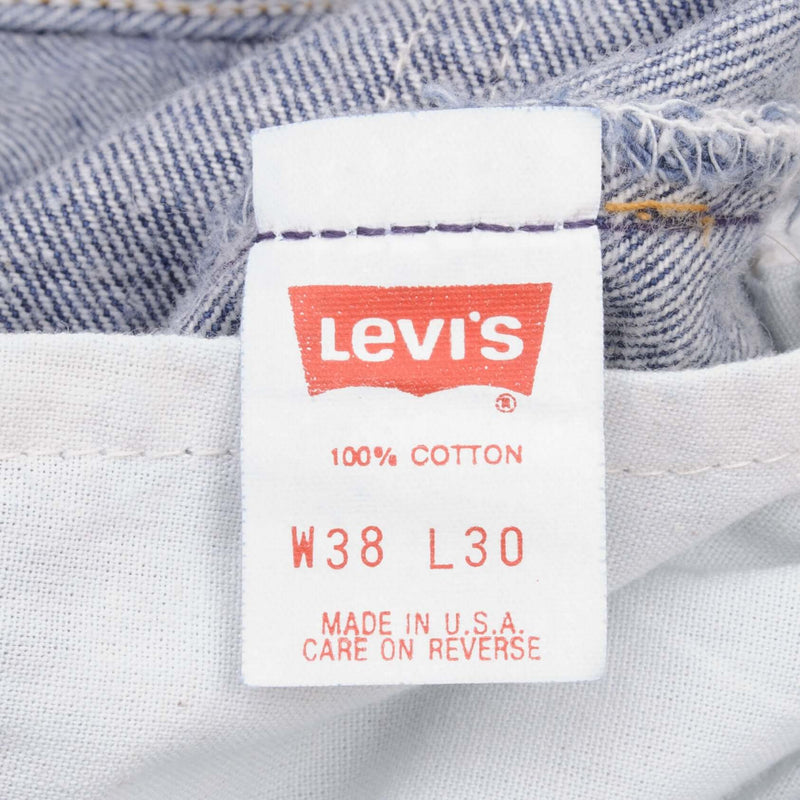 Levi's
®
100% COTTON
W38 L30
MADE IN U.S.A.
CARE ON REVERSE